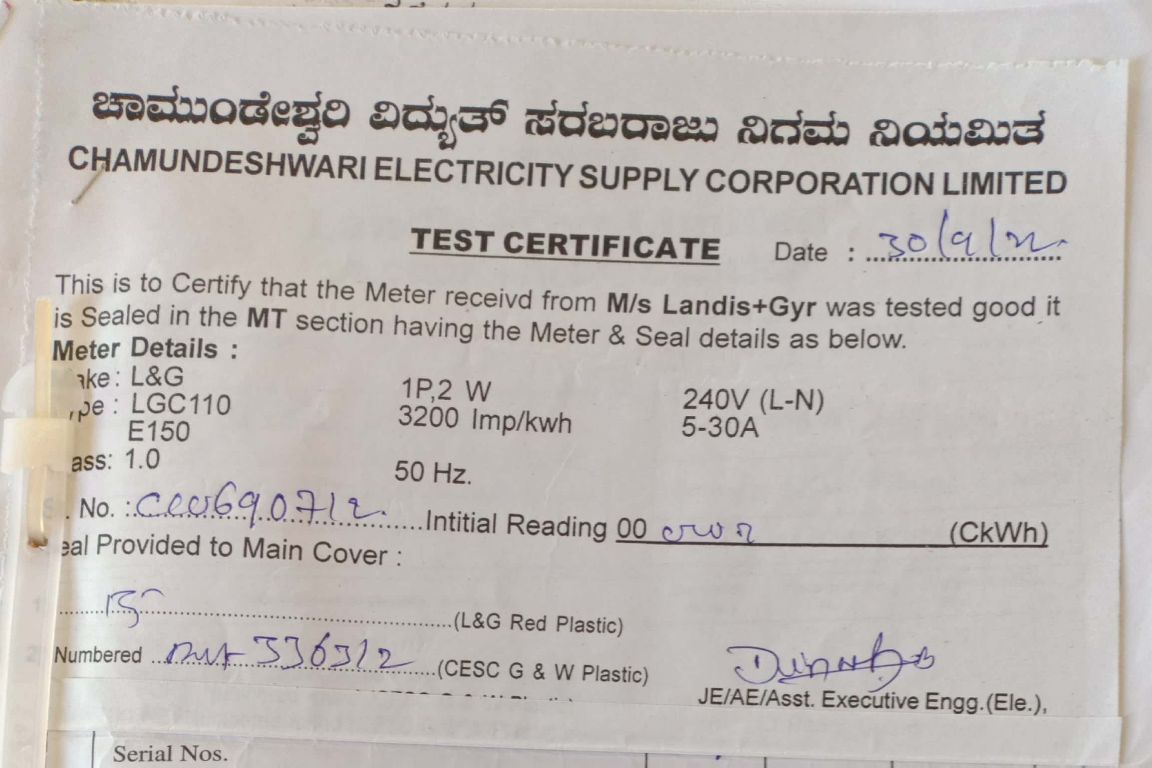 ಚಾಮುಂಡೇಶ್ವರಿ ವಿದ್ಯುತ್ ಸರಬರಾಜು ನಿಗಮ ನಿಯಮಿತ
CHAMUNDESHWARI ELECTRICITY SUPPLY CORPORATION LIMITED
TEST CERTIFICATE Date : 30/9/22
This is to Certify that the Meter receivd from M/s Landis+Gyr was tested good it
is Sealed in the MT section having the Meter & Seal details as below.
Meter Details :
ake : L&G 1P,2 W 240V (L-N)
ype : LGC110 3200 Imp/kwh 5-30A
E150
ass: 1.0 50 Hz.
. No. : Intitial Reading 00 (CkWh)
eal Provided to Main Cover :
(L&G Red Plastic)
Numbered 336312 (CESC G & W Plastic)
JE/AE/Asst. Executive Engg.(Ele.),
Serial Nos.